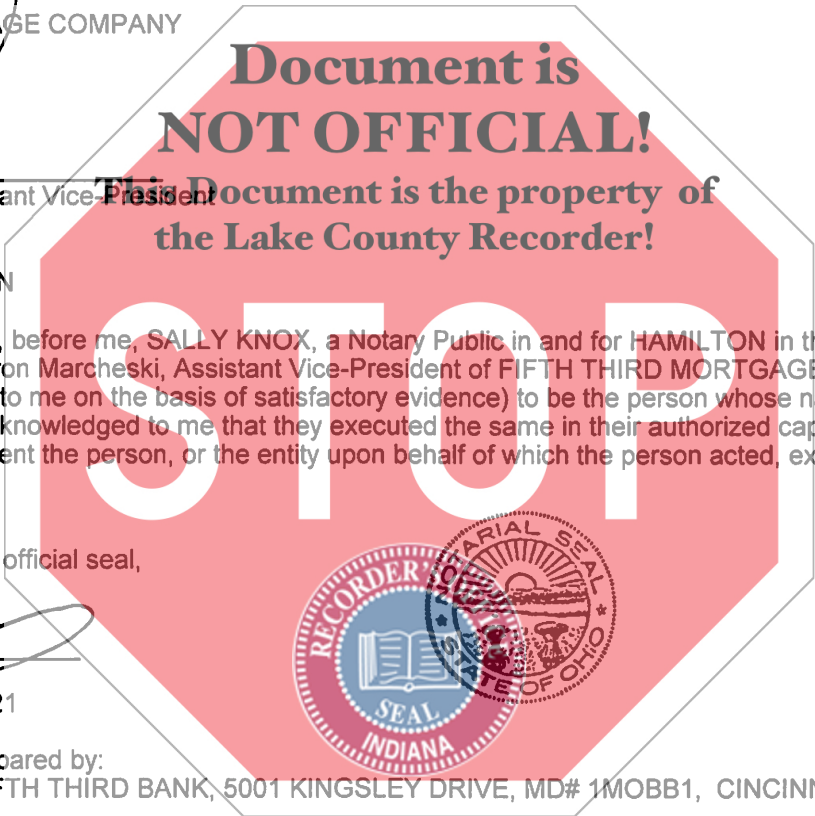 GE COMPANY
Document is
NOT OFFICIAL!
ant Vice-President
This Document is the property of
the Lake County Recorder!
N
STOP
, before me, SALLY KNOX, a Notary Public in and for HAMILTON in th
on Marcheski, Assistant Vice-President of FIFTH THIRD MORTGAGE
to me on the basis of satisfactory evidence) to be the person whose n
knowledged to me that they executed the same in their authorized cap
ent the person, or the entity upon behalf of which the person acted, ex
official seal,
RECORDER'S
SEAL
INDIANA
NOTARIAL SEAL
STATE OF OHIO
21
pared by:
FTH THIRD BANK, 5001 KINGSLEY DRIVE, MD# 1MOBB1, CINCINN